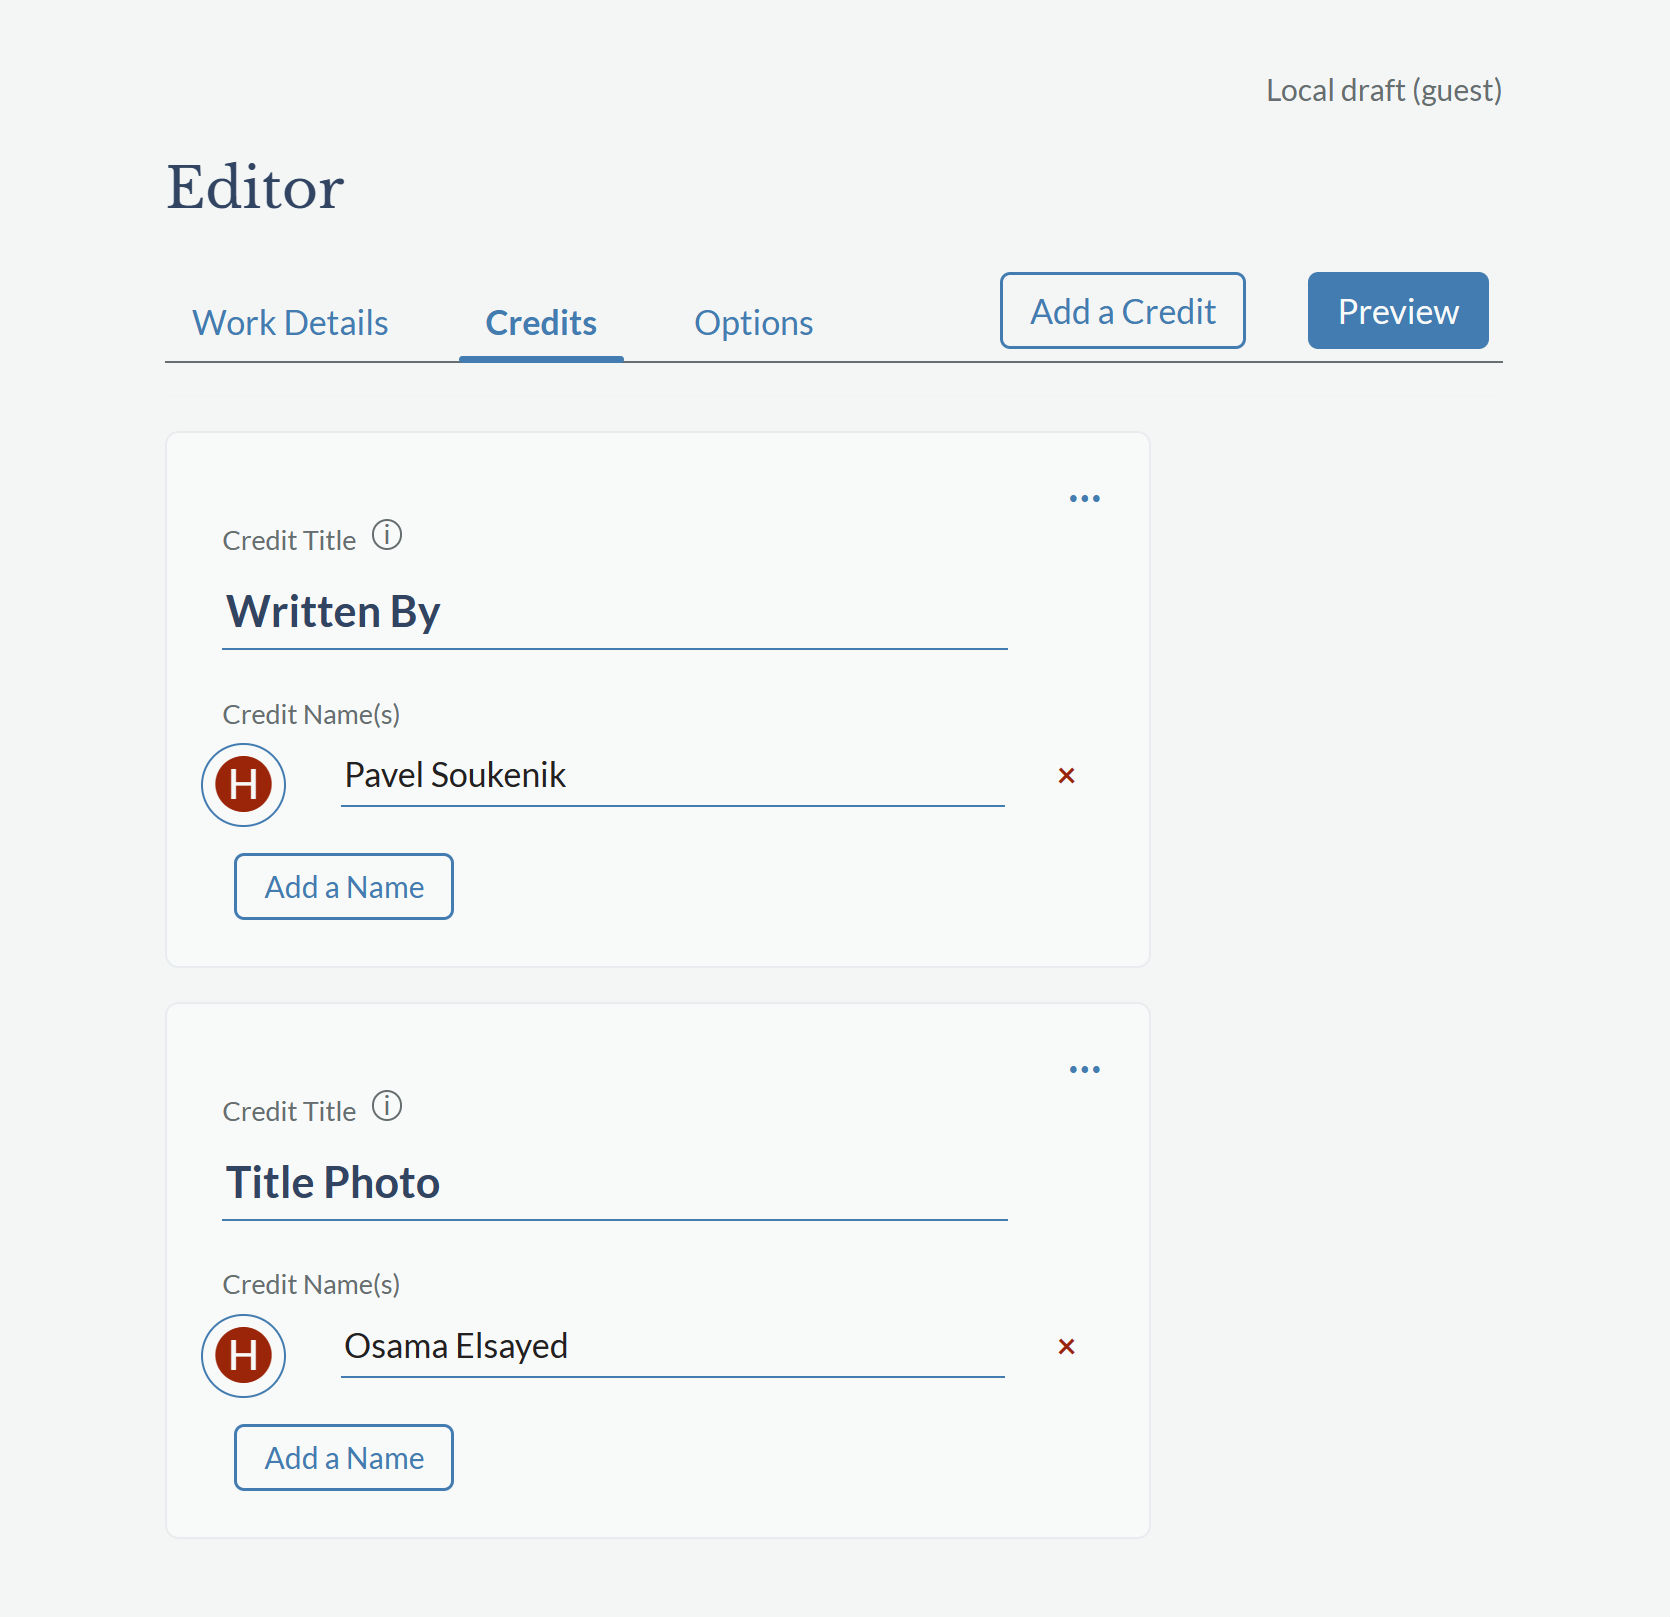 Local draft (guest)
Editor
Work Details
Credits
Options
Add a Credit
Preview
Credit Title i
Written By
Credit Name(s)
H
Pavel Soukenik
×
Add a Name
Credit Title i
Title Photo
Credit Name(s)
H
Osama Elsayed
×
Add a Name